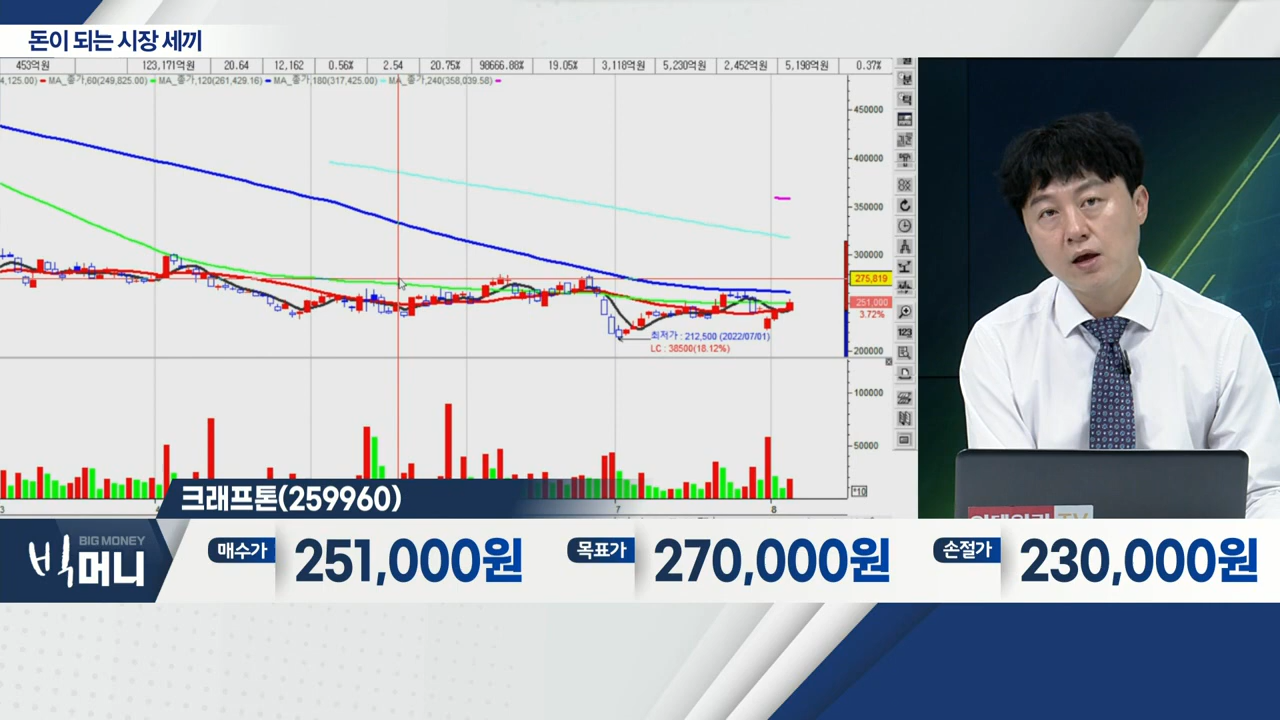 돈이 되는 시장 세끼
453억원 123,171억원 20.64 12,162 0.56% 2.54 20.75% 98666.88% 19.05% 3,118억원 5,230억원 2,452억원 5,198억원 0.37%
4,125.00) MA_종가,60(249,825.00) MA_종가,120(261,429.16) MA_종가,180(317,425.00) MA_종가,240(358,039.58)
450000
400000
350000
300000
275,819
251,000
3.72%
최저가 : 212,500 (2022/07/01)
LC : 38500(18.12%)
200000
100000
50000
*10
3 7 8
123
크래프톤(259960)
빅머니
BIG MONEY
매수가 251,000원 목표가 270,000원 손절가 230,000원
TV